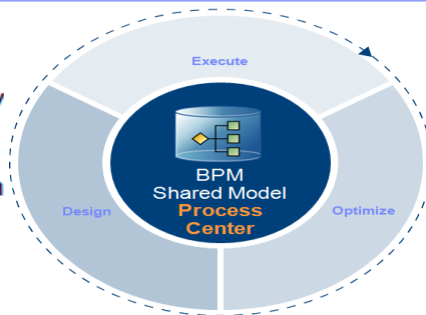 Execute
BPM
Shared Model
Process
Center
Design
Optimize